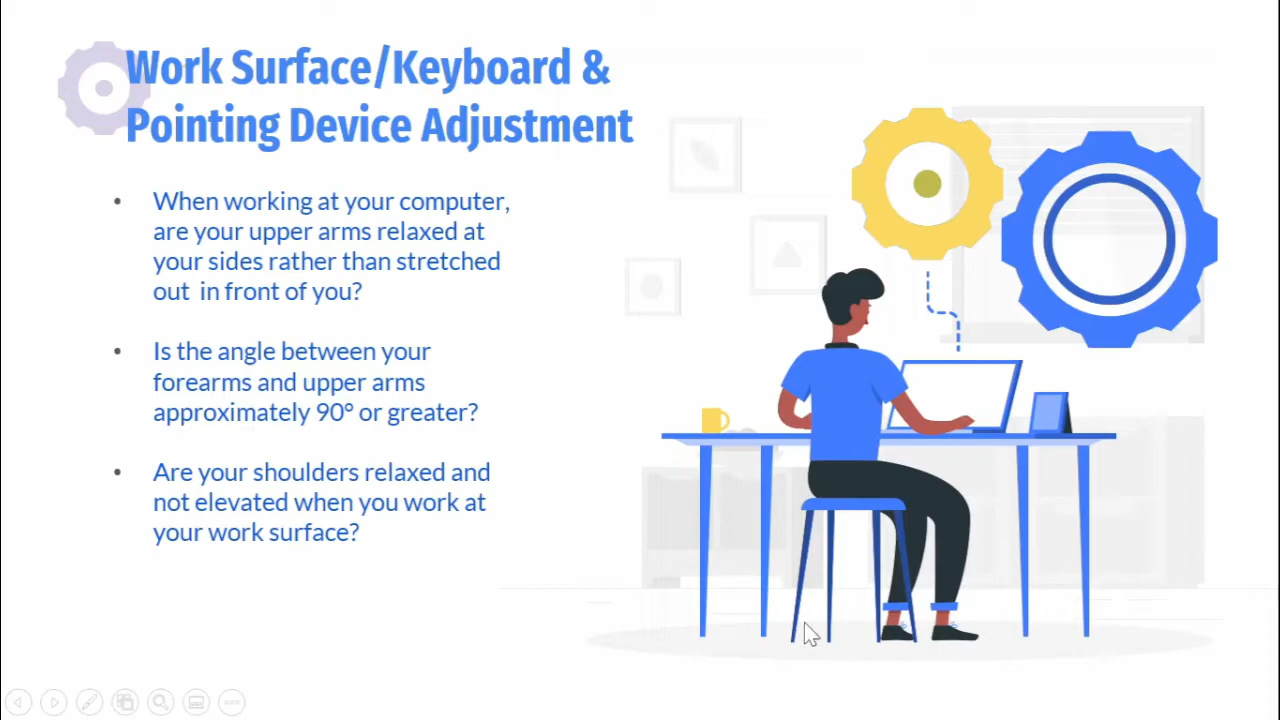 Work Surface/Keyboard &
Pointing Device Adjustment
• When working at your computer,
are your upper arms relaxed at
your sides rather than stretched
out  in front of you?
• Is the angle between your
forearms and upper arms
approximately 90° or greater?
• Are your shoulders relaxed and
not elevated when you work at
your work surface?